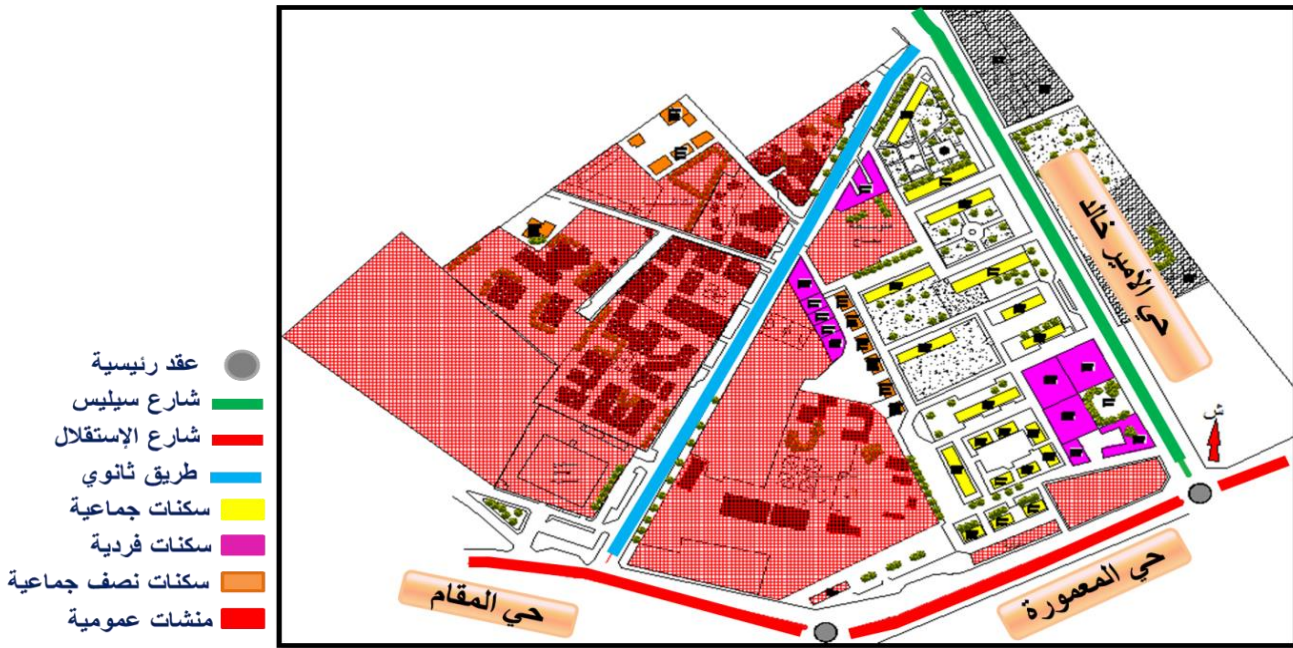 عقد رئيسية
شارع سيليس
شارع الإستقلال
طريق ثانوي
سكنات جماعية
سكنات فردية
سكنات نصف جماعية
منشات عمومية
حي الأمير خالد
ش
حي المعمورة
حي المقام